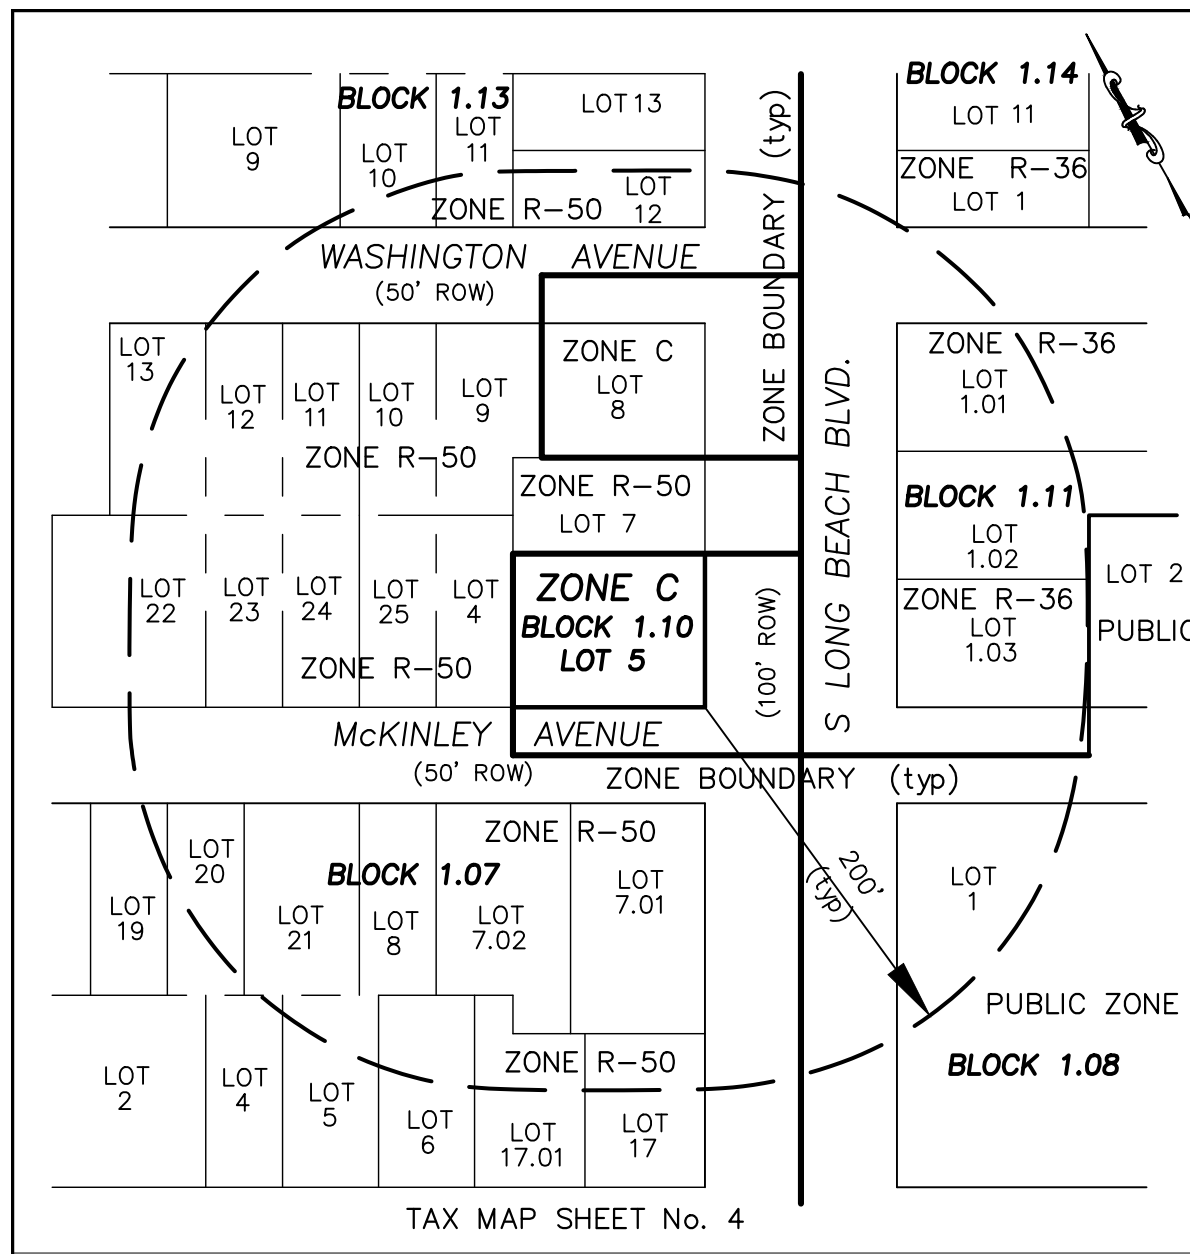 BLOCK 1.13
LOT
9
LOT
10
LOT
11
LOT 13
LOT
12
ZONE R-50
BLOCK 1.14
LOT 11
ZONE R-36
LOT 1
WASHINGTON AVENUE
(50' ROW)
ZONE BOUNDARY (typ)
LOT
13
LOT
12
LOT
11
LOT
10
LOT
9
ZONE C
LOT
8
ZONE R-50
ZONE R-50
LOT 7
S LONG BEACH BLVD.
(100' ROW)
ZONE R-36
LOT
1.01
BLOCK 1.11
LOT
1.02
ZONE R-36
LOT
1.03
LOT 2
PUBLIC
LOT
22
LOT
23
LOT
24
LOT
25
LOT
4
ZONE R-50
ZONE C
BLOCK 1.10
LOT 5
McKINLEY AVENUE
(50' ROW)
ZONE BOUNDARY (typ)
LOT
19
LOT
20
LOT
21
BLOCK 1.07
LOT
8
LOT
7.02
ZONE R-50
LOT
7.01
200'
(typ)
LOT
1
PUBLIC ZONE
BLOCK 1.08
LOT
2
LOT
4
LOT
5
LOT
6
ZONE R-50
LOT
17.01
LOT
17
TAX MAP SHEET No. 4